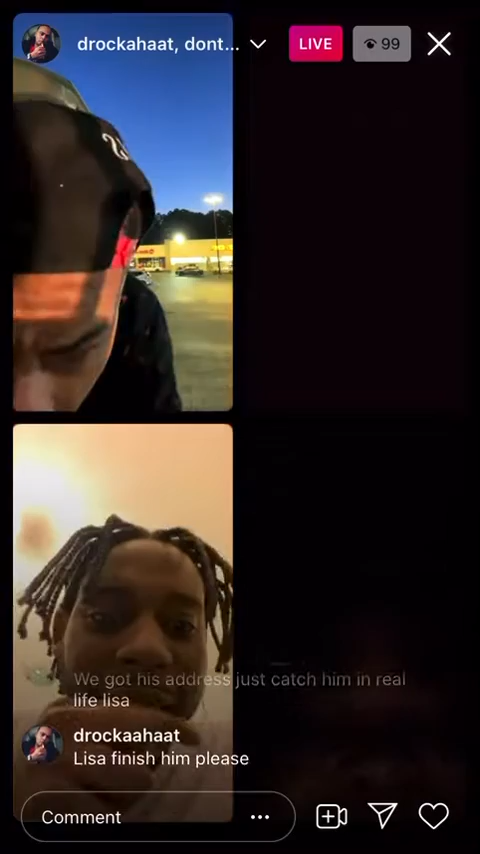 drockahaat, dont...
LIVE
99
We got his address just catch him in real
life lisa
drockaahaat
Lisa finish him please
Comment